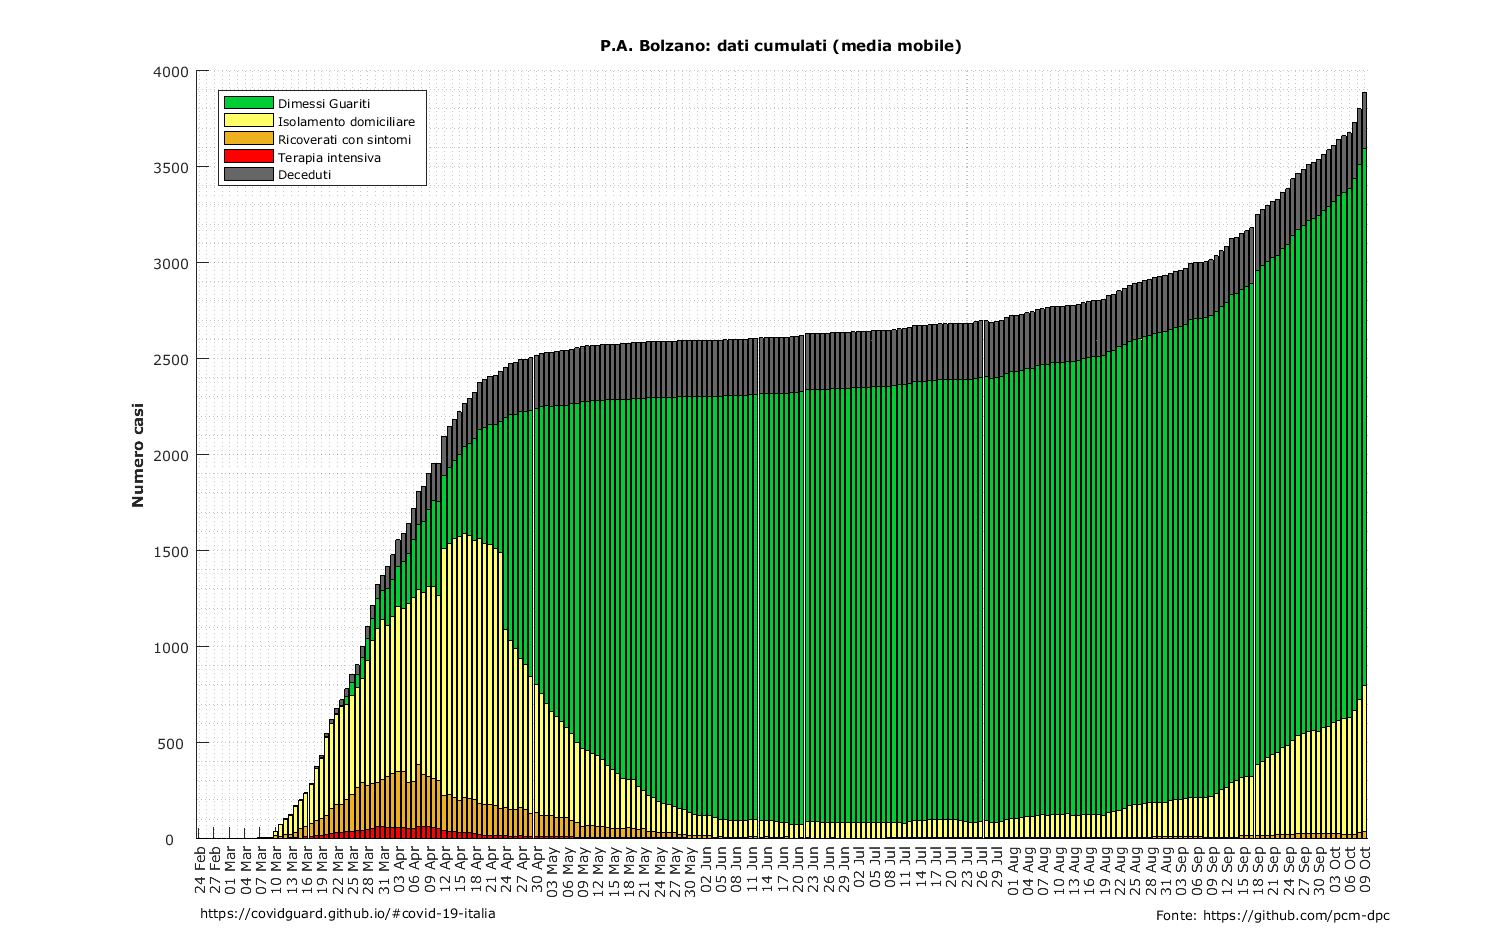 P.A. Bolzano: dati cumulati (media mobile)
4000
3500
3000
2500
2000
1500
1000
500
0
Numero casi
Dimessi Guariti
Isolamento domiciliare
Ricoverati con sintomi
Terapia intensiva
Deceduti
24 Feb
27 Feb
01 Mar
04 Mar
07 Mar
10 Mar
13 Mar
16 Mar
19 Mar
22 Mar
25 Mar
28 Mar
31 Mar
03 Apr
06 Apr
09 Apr
12 Apr
15 Apr
18 Apr
21 Apr
24 Apr
27 Apr
30 Apr
03 May
06 May
09 May
12 May
15 May
18 May
21 May
24 May
27 May
30 May
02 Jun
05 Jun
08 Jun
11 Jun
14 Jun
17 Jun
20 Jun
23 Jun
26 Jun
29 Jun
02 Jul
05 Jul
08 Jul
11 Jul
14 Jul
17 Jul
20 Jul
23 Jul
26 Jul
29 Jul
01 Aug
04 Aug
07 Aug
10 Aug
13 Aug
16 Aug
19 Aug
22 Aug
25 Aug
28 Aug
31 Aug
03 Sep
06 Sep
09 Sep
12 Sep
15 Sep
18 Sep
21 Sep
24 Sep
27 Sep
30 Sep
03 Oct
06 Oct
09 Oct
https://covidguard.github.io/#covid-19-italia
Fonte: https://github.com/pcm-dpc